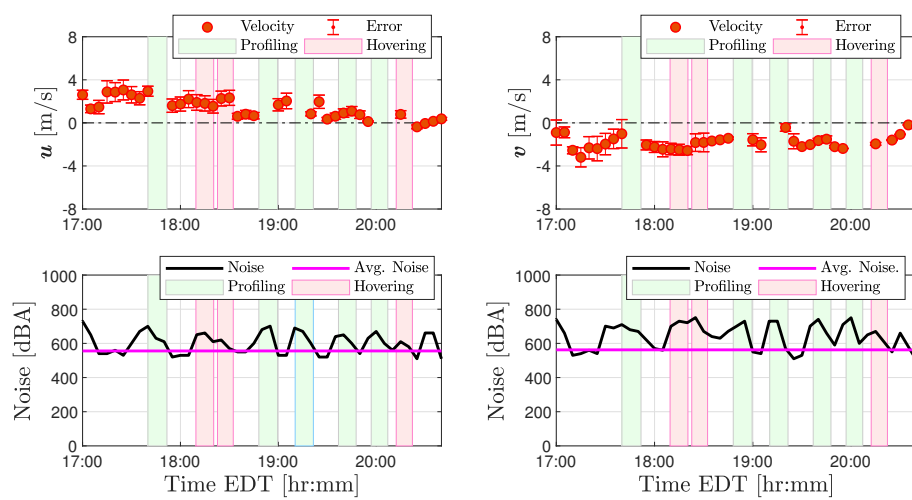 Velocity Error
Profiling Hovering
8
4
0
-4
-8
u [m/s]
17:00 18:00 19:00 20:00
Velocity Error
Profiling Hovering
8
4
0
-4
-8
v [m/s]
17:00 18:00 19:00 20:00
Noise Avg. Noise
Profiling Hovering
1000
800
600
400
200
0
Noise [dBA]
17:00 18:00 19:00 20:00
Time EDT [hr:mm]
Noise Avg. Noise.
Profiling Hovering
1000
800
600
400
200
0
Noise [dBA]
17:00 18:00 19:00 20:00
Time EDT [hr:mm]